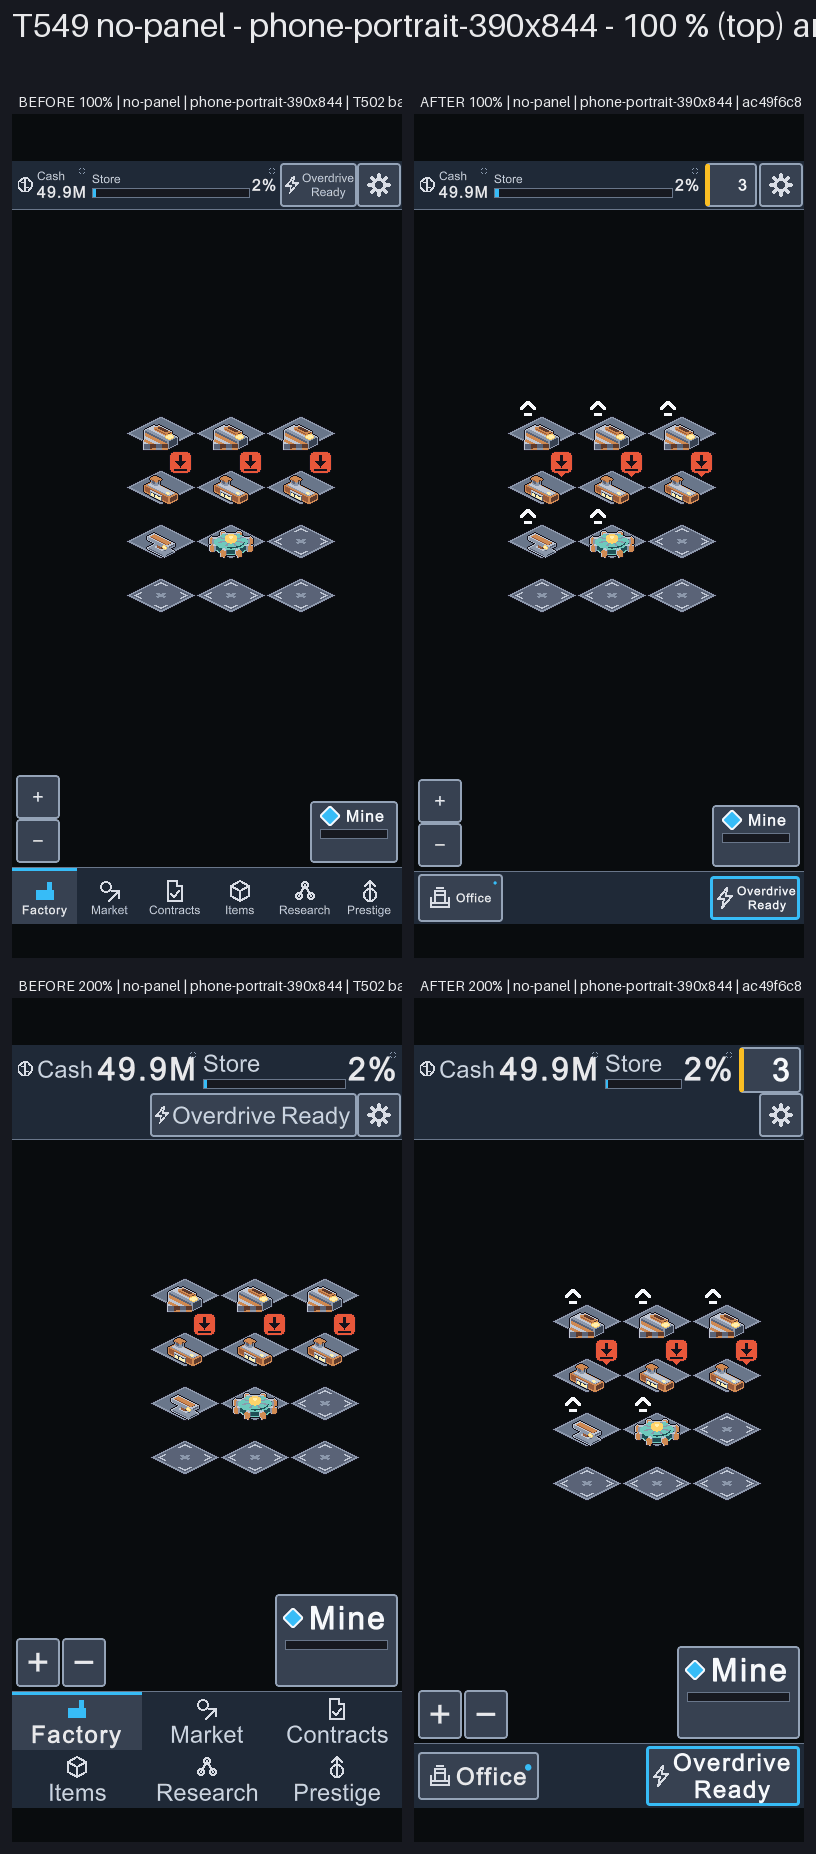 T549 no-panel - phone-portrait-390x844 - 100 % (top) ar
BEFORE 100% | no-panel | phone-portrait-390x844 | T502 ba
Cash
49.9M
Store
2%
Overdrive
Ready
+
−
Mine
Factory
Market
Contracts
Items
Research
Prestige
AFTER 100% | no-panel | phone-portrait-390x844 | ac49f6c8
Cash
49.9M
Store
2%
3
+
−
Mine
Office
Overdrive
Ready
BEFORE 200% | no-panel | phone-portrait-390x844 | T502 ba
Cash 49.9M
Store
2%
Overdrive Ready
+
−
Mine
Factory
Market
Contracts
Items
Research
Prestige
AFTER 200% | no-panel | phone-portrait-390x844 | ac49f6c8
Cash 49.9M
Store
2%
3
+
−
Mine
Office
Overdrive
Ready